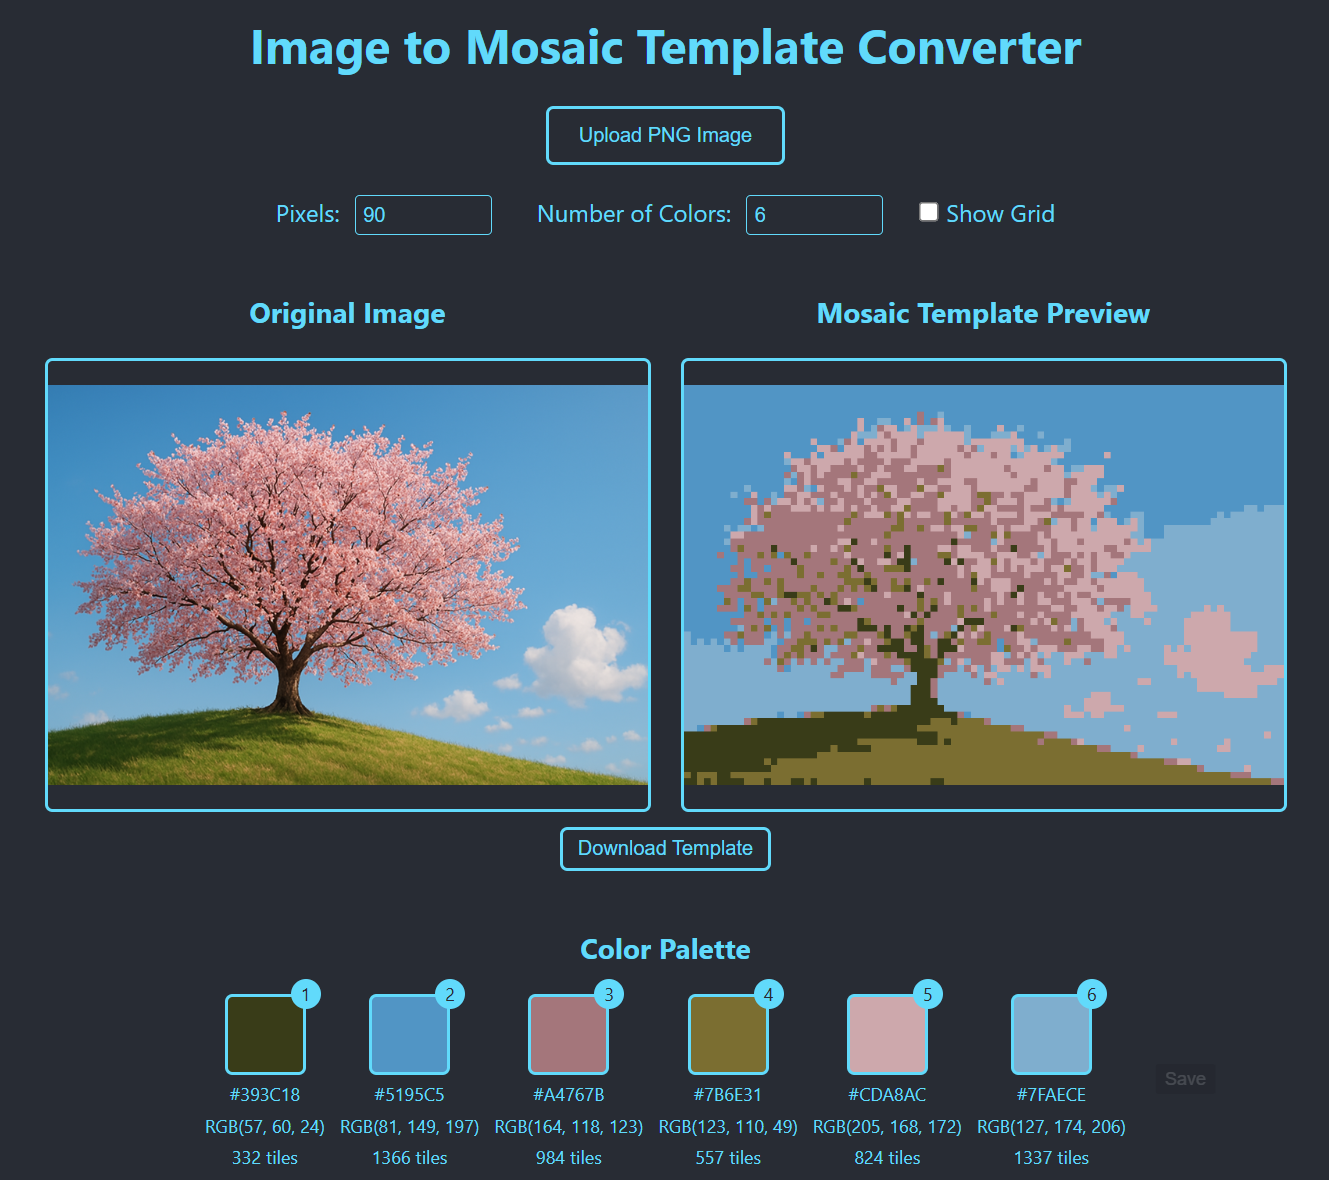 Image to Mosaic Template Converter
Upload PNG Image
Pixels: 90 Number of Colors: 6 Show Grid
Original Image Mosaic Template Preview
Download Template
Color Palette
1 2 3 4 5 6
#393C18 #5195C5 #A4767B #7B6E31 #CDA8AC #7FAECE
Save
RGB(57, 60, 24) RGB(81, 149, 197) RGB(164, 118, 123) RGB(123, 110, 49) RGB(205, 168, 172) RGB(127, 174, 206)
332 tiles 1366 tiles 984 tiles 557 tiles 824 tiles 1337 tiles